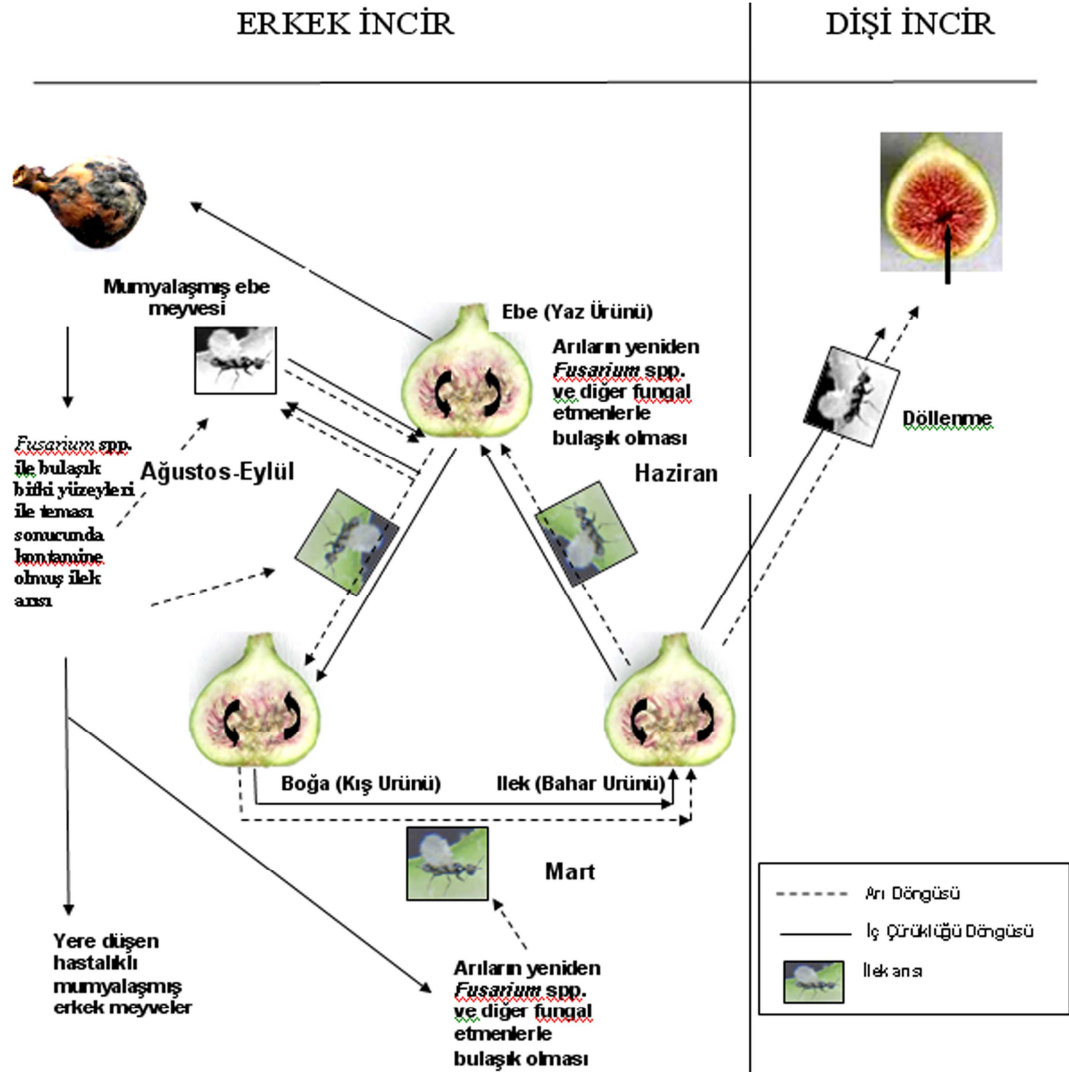 ERKEK İNCİR
DİŞİ İNCİR
Mumyalaşmış ebe
meyvesi
Ebe (Yaz Ürünü)
Arıların yeniden
Fusarium spp.
ve diğer fungal
etmenlerle
bulaşık olması
Döllenme
Fusarium spp.
ile bulaşık
bitki yüzeyleri
ile teması
sonucunda
kontamine
olmuş ilek
arısı
Ağustos-Eylül
Haziran
Boğa (Kış Ürünü)
Ilek (Bahar Ürünü)
Mart
Yere düşen
hastalıklı
mumyalaşmış
erkek meyveler
Arıların yeniden
Fusarium spp.
ve diğer fungal
etmenlerle
bulaşık olması
Arı Döngüsü
İç Çürüklüğü Döngüsü
İlek arısı